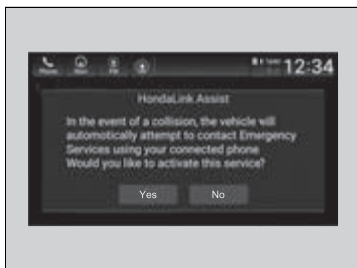 Phone
12:34
HondaLink Assist
In the event of a collision, the vehicle will
automatically attempt to contact Emergency
Services using your connected phone
Would you like to activate this service?
Yes No